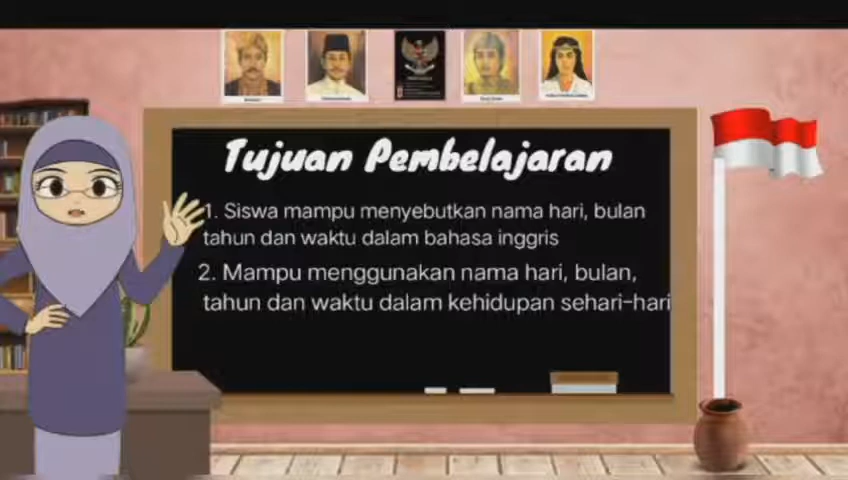 Tujuan Pembelajaran
1. Siswa mampu menyebutkan nama hari, bulan
tahun dan waktu dalam bahasa inggris
2. Mampu menggunakan nama hari, bulan,
tahun dan waktu dalam kehidupan sehari-hari